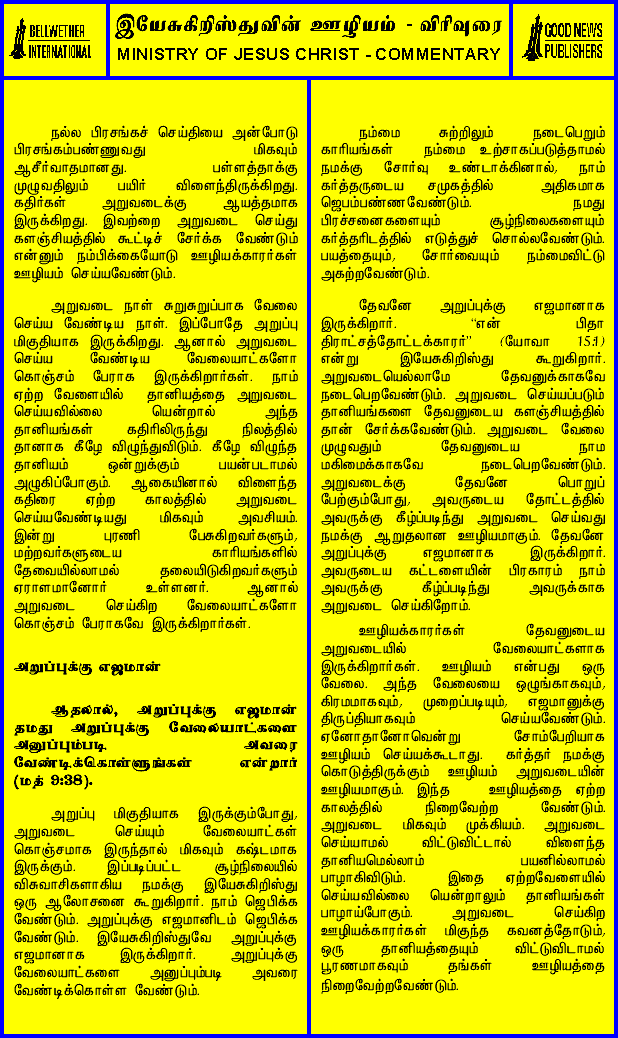 BELLWETHER
INTERNATIONAL
இயேசுகிறிஸ்துவின் ஊழியம் - விரிவுரை
MINISTRY OF JESUS CHRIST - COMMENTARY
GOOD NEWS
PUBLISHERS
நல்ல பிரசங்கச் செய்தியை அன்போடு
பிரசங்கம்பண்ணுவது மிகவும்
ஆசீர்வாதமானது. பள்ளத்தாக்கு
முழுவதிலும் பயிர் விளைந்திருக்கிறது.
கதிர்கள் அறுவடைக்கு ஆயத்தமாக
இருக்கிறது. இவற்றை அறுவடை செய்து
களஞ்சியத்தில் கூட்டிச் சேர்க்க வேண்டும்
என்னும் நம்பிக்கையோடு ஊழியக்காரர்கள்
ஊழியம் செய்யவேண்டும்.
அறுவடை நாள் சுறுசுறுப்பாக வேலை
செய்ய வேண்டிய நாள். இப்போதே அறுப்பு
மிகுதியாக இருக்கிறது. ஆனால் அறுவடை
செய்ய வேண்டிய வேலையாட்களோ
கொஞ்சம் பேராக இருக்கிறார்கள். நாம்
ஏற்ற வேளையில் தானியத்தை அறுவடை
செய்யவில்லை யென்றால் அந்த
தானியங்கள் கதிரிலிருந்து நிலத்தில்
தானாக கீழே விழுந்துவிடும். கீழே விழுந்த
தானியம் ஒன்றுக்கும் பயன்படாமல்
அழுகிப்போகும். ஆகையினால் விளைந்த
கதிரை ஏற்ற காலத்தில் அறுவடை
செய்யவேண்டியது மிகவும் அவசியம்.
இன்று புரணி பேசுகிறவர்களும்,
மற்றவர்களுடைய காரியங்களில்
தேவையில்லாமல் தலையிடுகிறவர்களும்
ஏராளமானோர் உள்ளனர். ஆனால்
அறுவடை செய்கிற வேலையாட்களோ
கொஞ்சம் பேராகவே இருக்கிறார்கள்.
அறுப்புக்கு எஜமான்
ஆதலால், அறுப்புக்கு எஜமான்
தமது அறுப்புக்கு வேலையாட்களை
அனுப்பும்படி அவரை
வேண்டிக்கொள்ளுங்கள் என்றார்
(மத் 9:38).
அறுப்பு மிகுதியாக இருக்கும்போது,
அறுவடை செய்யும் வேலையாட்கள்
கொஞ்சமாக இருந்தால் மிகவும் கஷ்டமாக
இருக்கும். இப்படிப்பட்ட சூழ்நிலையில்
விசுவாசிகளாகிய நமக்கு இயேசுகிறிஸ்து
ஒரு ஆலோசனை கூறுகிறார். நாம் ஜெபிக்க
வேண்டும். அறுப்புக்கு எஜமானிடம் ஜெபிக்க
வேண்டும். இயேசுகிறிஸ்துவே அறுப்புக்கு
எஜமானாக இருக்கிறார். அறுப்புக்கு
வேலையாட்களை அனுப்பும்படி அவரை
வேண்டிக்கொள்ள வேண்டும்.
நம்மை சுற்றிலும் நடைபெறும்
காரியங்கள் நம்மை உற்சாகப்படுத்தாமல்
நமக்கு சோர்வு உண்டாக்கினால், நாம்
கர்த்தருடைய சமுகத்தில் அதிகமாக
ஜெபம்பண்ணவேண்டும். நமது
பிரச்சனைகளையும் சூழ்நிலைகளையும்
கர்த்தரிடத்தில் எடுத்துச் சொல்லவேண்டும்.
பயத்தையும், சோர்வையும் நம்மைவிட்டு
அகற்றவேண்டும்.
தேவனே அறுப்புக்கு எஜமானாக
இருக்கிறார். “என் பிதா
திராட்சத்தோட்டக்காரர்” (யோவா 15:1)
என்று இயேசுகிறிஸ்து கூறுகிறார்.
அறுவடையெல்லாமே தேவனுக்காகவே
நடைபெறவேண்டும். அறுவடை செய்யப்படும்
தானியங்களை தேவனுடைய களஞ்சியத்தில்
தான் சேர்க்கவேண்டும். அறுவடை வேலை
முழுவதும் தேவனுடைய நாம
மகிமைக்காகவே நடைபெறவேண்டும்.
அறுவடைக்கு தேவனே பொறுப்
பேற்கும்போது, அவருடைய தோட்டத்தில்
அவருக்கு கீழ்ப்படிந்து அறுவடை செய்வது
நமக்கு ஆறுதலான ஊழியமாகும். தேவனே
அறுப்புக்கு எஜமானாக இருக்கிறார்.
அவருடைய கட்டளையின் பிரகாரம் நாம்
அவருக்கு கீழ்ப்படிந்து அவருக்காக
அறுவடை செய்கிறோம்.
ஊழியக்காரர்கள் தேவனுடைய
அறுவடையில் வேலையாட்களாக
இருக்கிறார்கள். ஊழியம் என்பது ஒரு
வேலை. அந்த வேலையை ஒழுங்காகவும்,
கிரமமாகவும், முறைப்படியும், எஜமானுக்கு
திருப்தியாகவும் செய்யவேண்டும்.
ஏனோதானோவென்று சோம்பேறியாக
ஊழியம் செய்யக்கூடாது. கர்த்தர் நமக்கு
கொடுத்திருக்கும் ஊழியம் அறுவடையின்
ஊழியமாகும். இந்த ஊழியத்தை ஏற்ற
காலத்தில் நிறைவேற்ற வேண்டும்.
அறுவடை மிகவும் முக்கியம். அறுவடை
செய்யாமல் விட்டுவிட்டால் விளைந்த
தானியமெல்லாம் பயனில்லாமல்
பாழாகிவிடும். இதை ஏற்றவேளையில்
செய்யவில்லை யென்றாலும் தானியங்கள்
பாழாய்போகும். அறுவடை செய்கிற
ஊழியக்காரர்கள் மிகுந்த கவனத்தோடும்,
ஒரு தானியத்தையும் விட்டுவிடாமல்
பூரணமாகவும் தங்கள் ஊழியத்தை
நிறைவேற்றவேண்டும்.